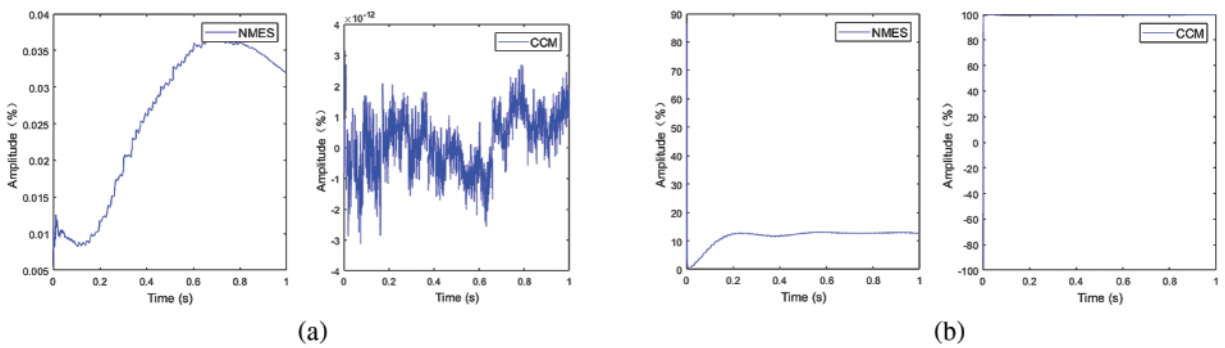 NMES
Amplitude (%)
0.04
0.035
0.03
0.025
0.02
0.015
0.01
0.005
0 0.2 0.4 0.6 0.8 1
Time (s)
×10⁻¹²
CCM
Amplitude (%)
4
3
2
1
0
-1
-2
-3
-4
0 0.2 0.4 0.6 0.8 1
Time (s)
(a)
NMES
Amplitude (%)
90
80
70
60
50
40
30
20
10
0
0 0.2 0.4 0.6 0.8 1
Time (s)
CCM
Amplitude (%)
100
80
60
40
20
0
-20
-40
-60
-80
-100
0 0.2 0.4 0.6 0.8 1
Time (s)
(b)